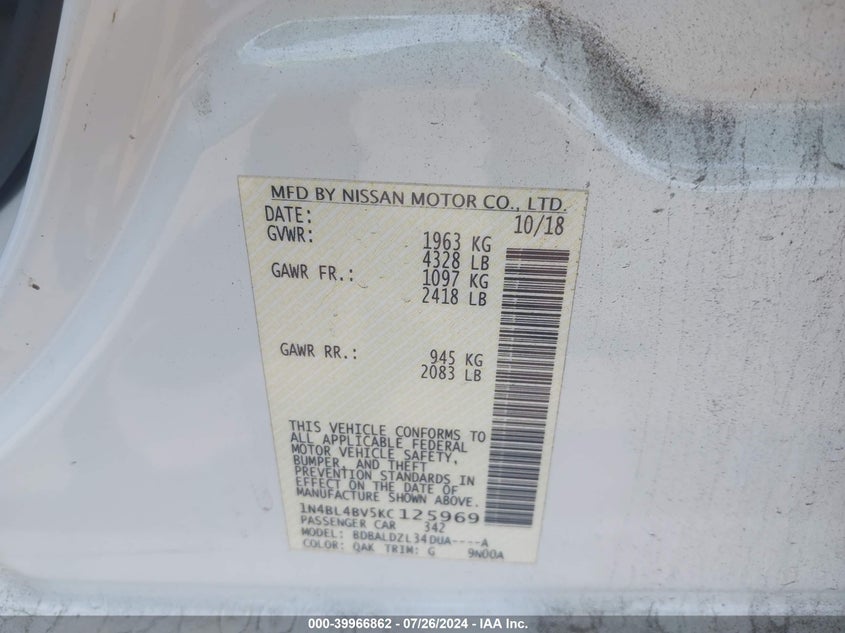 MFD BY NISSAN MOTOR CO., LTD.
DATE: 10/18
GVWR: 1963 KG
4328 LB
GAWR FR.: 1097 KG
2418 LB
GAWR RR.: 945 KG
2083 LB
THIS VEHICLE CONFORMS TO
ALL APPLICABLE FEDERAL
MOTOR VEHICLE SAFETY,
BUMPER, AND THEFT
PREVENTION STANDARDS IN
EFFECT ON THE DATE OF
MANUFACTURE SHOWN ABOVE.
1N4BL4BV5KC125969
PASSENGER CAR 342
MODEL: BDBALDZL34DUA----A
COLOR: QAK TRIM: G 9N00A
000-39966862 - 07/26/2024 - IAA Inc.